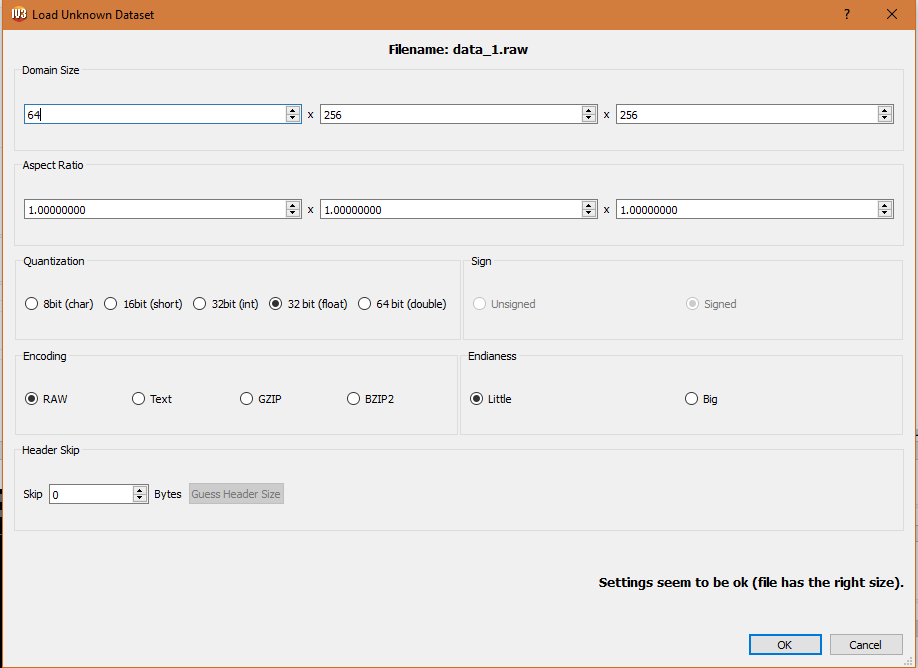 IV3 Load Unknown Dataset ?
Filename: data_1.raw
Domain Size
64 x 256 x 256
Aspect Ratio
1.00000000 x 1.00000000 x 1.00000000
Quantization Sign
8bit (char) 16bit (short) 32bit (int) 32 bit (float) 64 bit (double) Unsigned Signed
Encoding Endianess
RAW Text GZIP BZIP2 Little Big
Header Skip
Skip 0 Bytes Guess Header Size
Settings seem to be ok (file has the right size).
OK Cancel